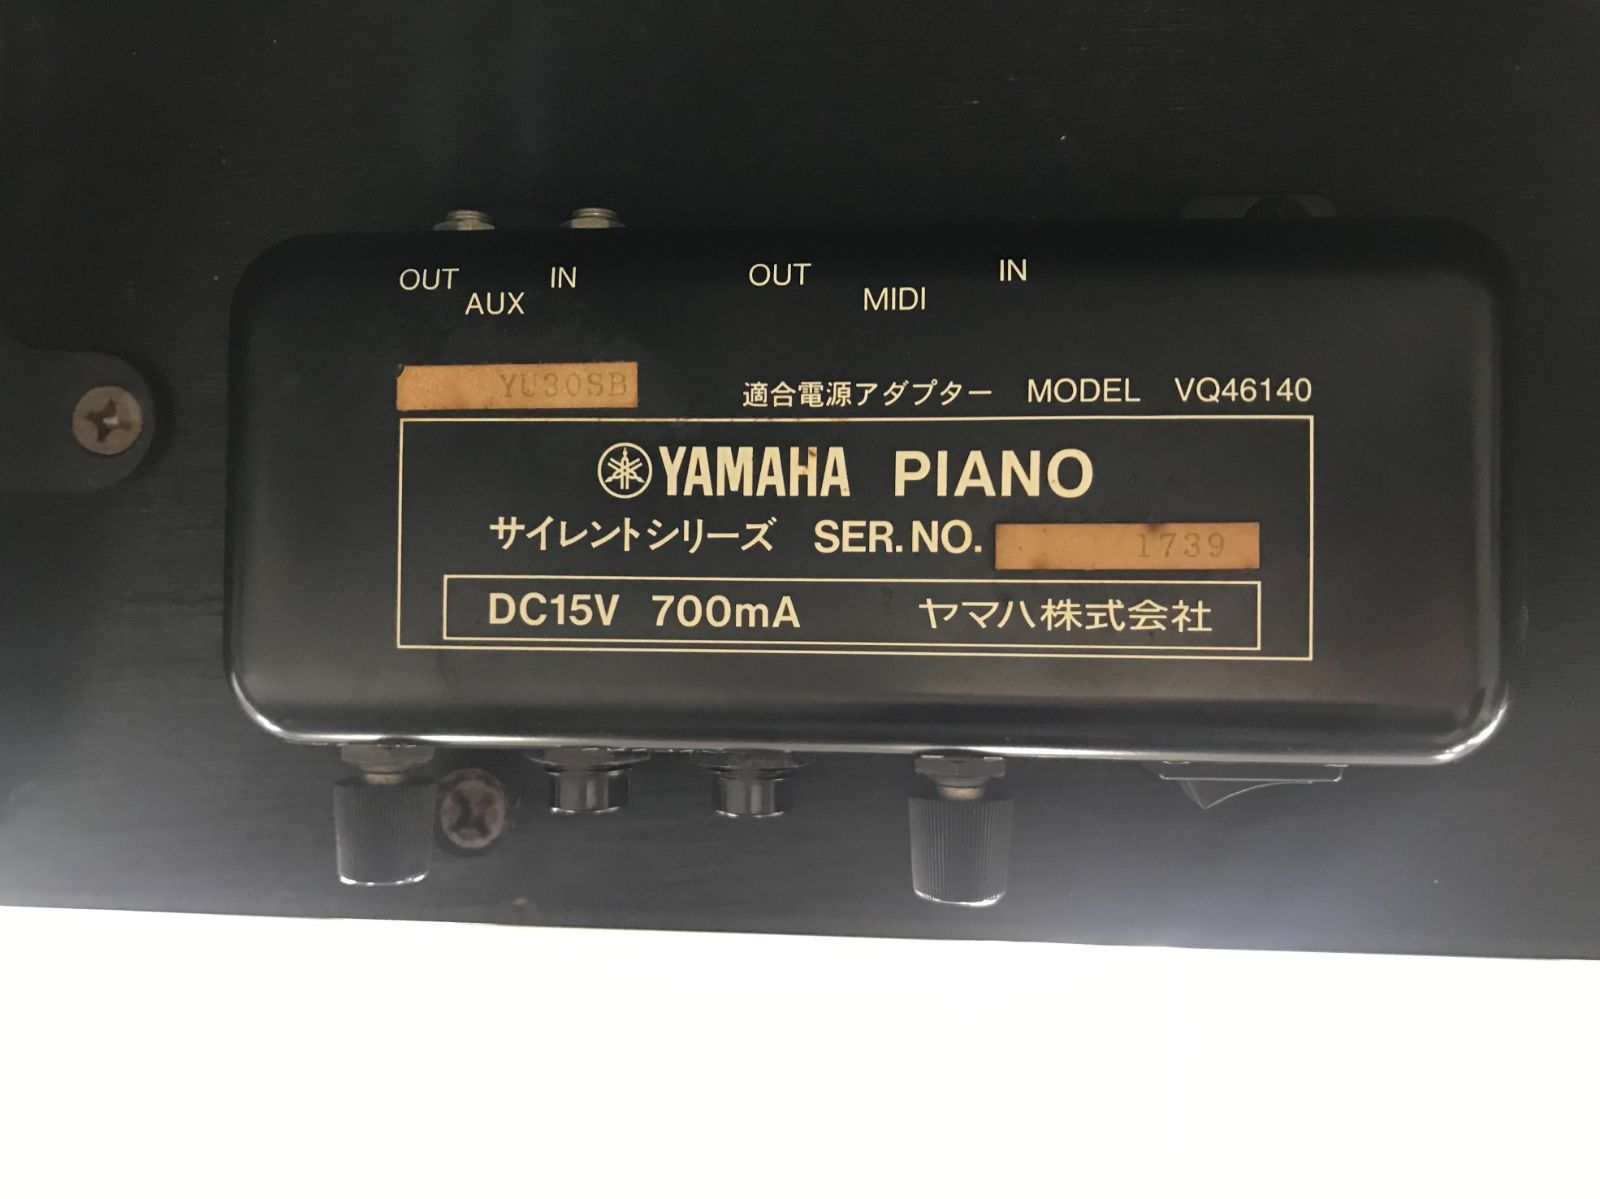 OUT IN
AUX
OUT IN
MIDI
YU30SB
適合電源アダプター MODEL VQ46140
YAMAHA PIANO
サイレントシリーズ SER.NO. 1739
DC15V 700mA ヤマハ株式会社